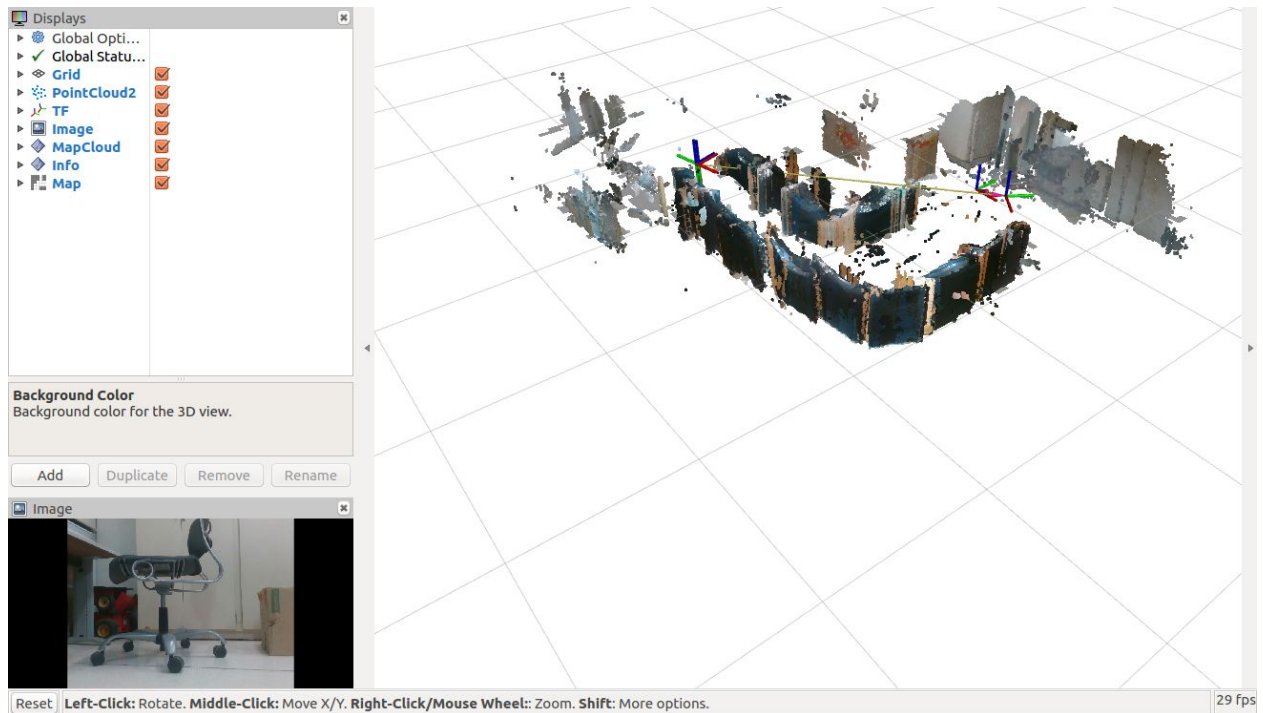 Displays
Global Opti...
Global Statu...
Grid
PointCloud2
TF
Image
MapCloud
Info
Map
Background Color
Background color for the 3D view.
Add Duplicate Remove Rename
Image
Reset Left-Click: Rotate. Middle-Click: Move X/Y. Right-Click/Mouse Wheel:: Zoom. Shift: More options. 29 fps